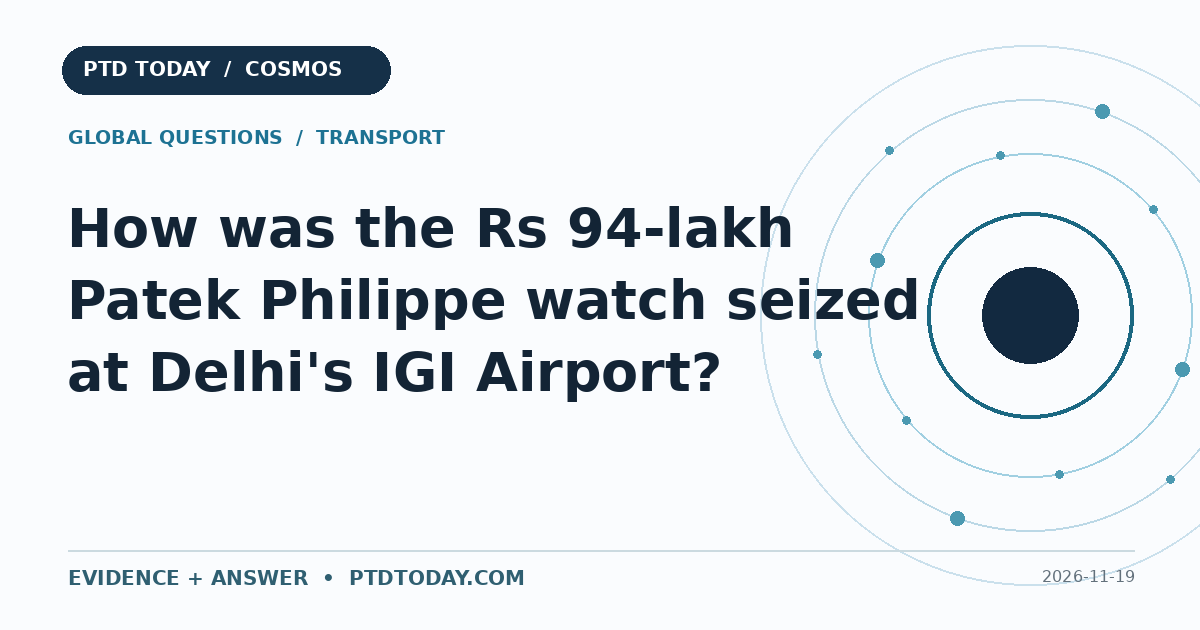 PTD TODAY / COSMOS
GLOBAL QUESTIONS / TRANSPORT
How was the Rs 94-lakh
Patek Philippe watch seized
at Delhi's IGI Airport?
EVIDENCE + ANSWER • PTDTODAY.COM
2026-11-19